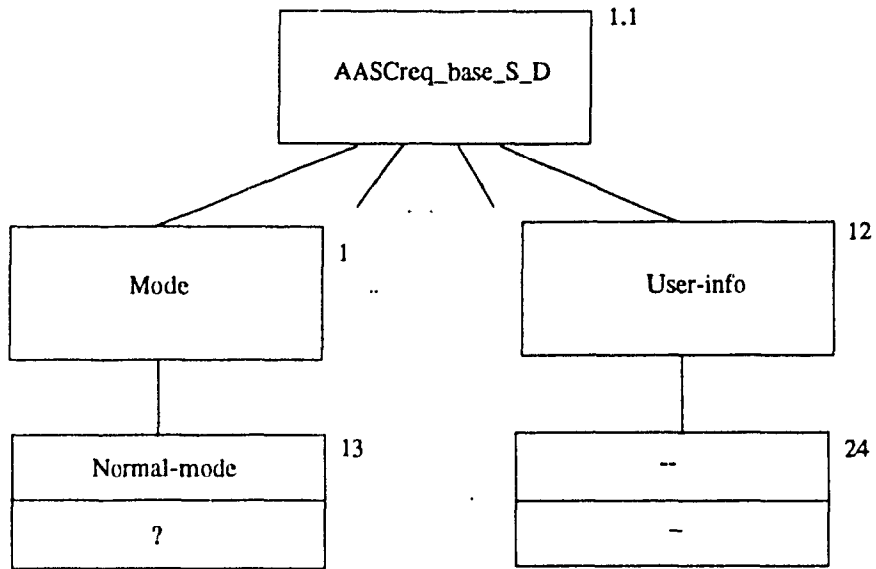 1.1
AASCreq_base_S_D
. .
1
12
Mode
..
User-info
13
24
Normal-mode
--
?
–